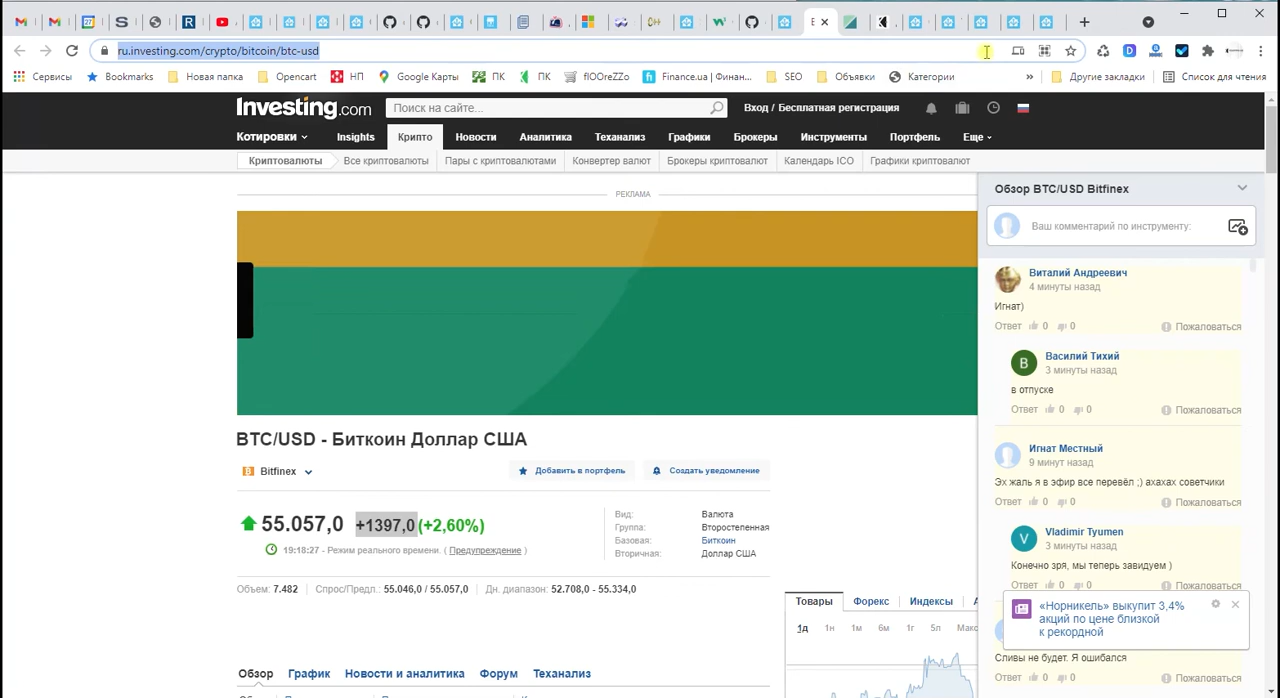 ru.investing.com/crypto/bitcoin/btc-usd
Сервисы Bookmarks Новая папка Opencart НП Google Карты ПК ПК flOOreZZo Finance.ua | Финан... SEO Объявки Категории » Другие закладки Список для чтения
Investing.com Поиск на сайте... Вход / Бесплатная регистрация
Котировки Insights Крипто Новости Аналитика Теханализ Графики Брокеры Инструменты Портфель Еще
Криптовалюты Все криптовалюты Пары с криптовалютами Конвертер валют Брокеры криптовалют Календарь ICO Графики криптовалют
РЕКЛАМА
BTC/USD - Биткоин Доллар США
Bitfinex Добавить в портфель Создать уведомление
55.057,0 +1397,0 (+2,60%)
19:18:27 - Режим реального времени. ( Предупреждение )
Вид: Валюта
Группа: Второстепенная
Базовая: Биткоин
Вторичная: Доллар США
Объем: 7.482 Спрос/Предл.: 55.046,0 / 55.057,0 Дн. диапазон: 52.708,0 - 55.334,0
Обзор График Новости и аналитика Форум Теханализ
Товары Форекс Индексы
1д 1н 1м 6м 1г 5л Макс
Обзор BTC/USD Bitfinex
Ваш комментарий по инструменту:
Виталий Андреевич
4 минуты назад
Игнат)
Ответ 0 0 Пожаловаться
В
Василий Тихий
3 минуты назад
в отпуске
Ответ 0 0 Пожаловаться
Игнат Местный
9 минут назад
Эх жаль я в эфир все перевёл ;) ахахах советчики
Ответ 0 0 Пожаловаться
V
Vladimir Tyumen
3 минуты назад
Конечно зря, мы теперь завидуем )
Ответ 0 0 Пожаловаться
«Норникель» выкупит 3,4%
акций по цене близкой
к рекордной
Сливы не будет. Я ошибался
Ответ 0 0 Пожаловаться